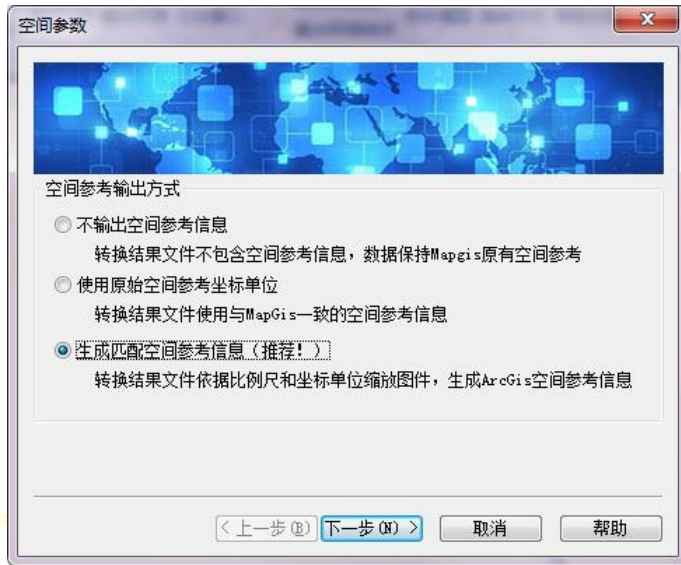 空间参数
空间参考输出方式
不输出空间参考信息
转换结果文件不包含空间参考信息，数据保持Mapgis原有空间参考
使用原始空间参考坐标单位
转换结果文件使用与MapGis一致的空间参考信息
生成匹配空间参考信息（推荐！）
转换结果文件依据比例尺和坐标单位缩放图件，生成ArcGis空间参考信息
<上一步(B) 下一步(N)> 取消 帮助